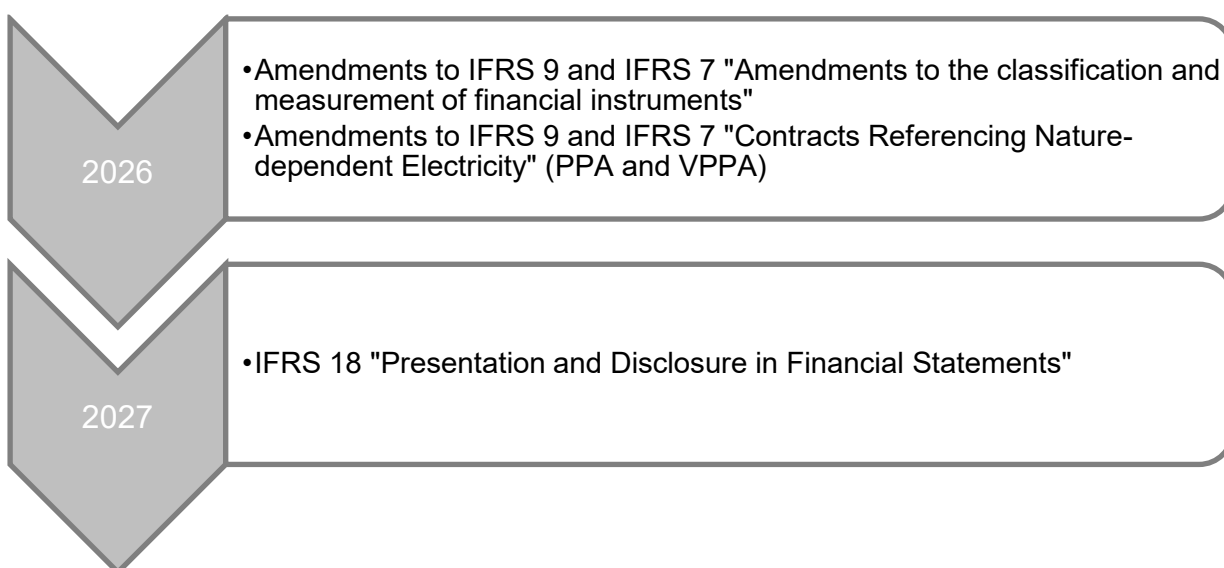 2026
•Amendments to IFRS 9 and IFRS 7 "Amendments to the classification and
measurement of financial instruments"
•Amendments to IFRS 9 and IFRS 7 "Contracts Referencing Nature-
dependent Electricity" (PPA and VPPA)
2027
•IFRS 18 "Presentation and Disclosure in Financial Statements"